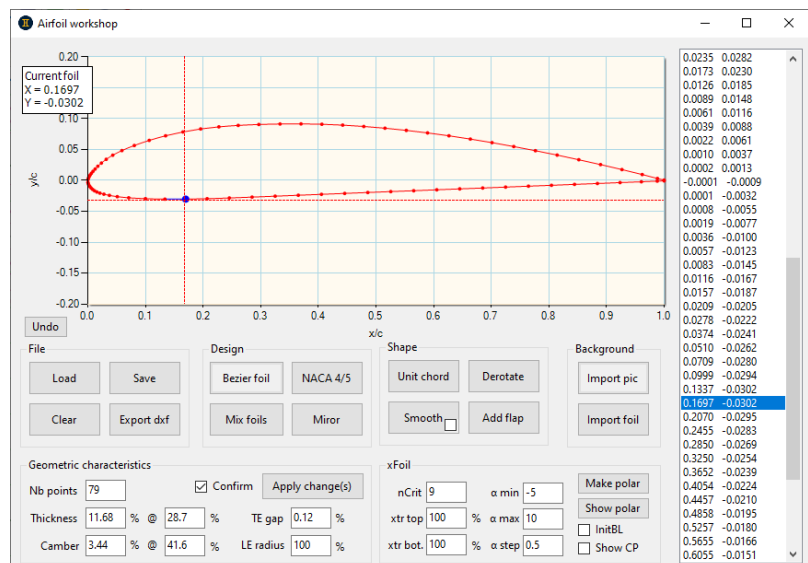 Airfoil workshop
0.20
Current foil
X = 0.1697
Y = -0.0302
0.10
0.05
0.00
-0.05
-0.10
-0.15
-0.20
y/c
0.0 0.1 0.2 0.3 0.4 0.5 0.6 0.7 0.8 0.9 1.0
x/c
Undo
File
Load Save
Clear Export dxf
Design
Bezier foil NACA 4/5
Mix foils Miror
Shape
Unit chord Derotate
Smooth Add flap
Background
Import pic
Import foil
Geometric characteristics
Nb points 79 Confirm Apply change(s)
Thickness 11.68 % @ 28.7 % TE gap 0.12 %
Camber 3.44 % @ 41.6 % LE radius 100 %
xFoil
nCrit 9 α min -5 Make polar
xtr top 100 % α max 10 Show polar
InitBL
xtr bot. 100 % α step 0.5 Show CP
0.0235 0.0282
0.0173 0.0230
0.0126 0.0185
0.0089 0.0148
0.0061 0.0116
0.0039 0.0088
0.0022 0.0061
0.0010 0.0037
0.0002 0.0013
-0.0001 -0.0009
0.0001 -0.0032
0.0008 -0.0055
0.0019 -0.0077
0.0036 -0.0100
0.0057 -0.0123
0.0083 -0.0145
0.0116 -0.0167
0.0157 -0.0187
0.0209 -0.0205
0.0278 -0.0222
0.0374 -0.0241
0.0510 -0.0262
0.0709 -0.0280
0.0999 -0.0294
0.1337 -0.0302
0.1697 -0.0302
0.2070 -0.0295
0.2455 -0.0283
0.2850 -0.0269
0.3250 -0.0254
0.3652 -0.0239
0.4054 -0.0224
0.4457 -0.0210
0.4858 -0.0195
0.5257 -0.0180
0.5655 -0.0166
0.6055 -0.0151